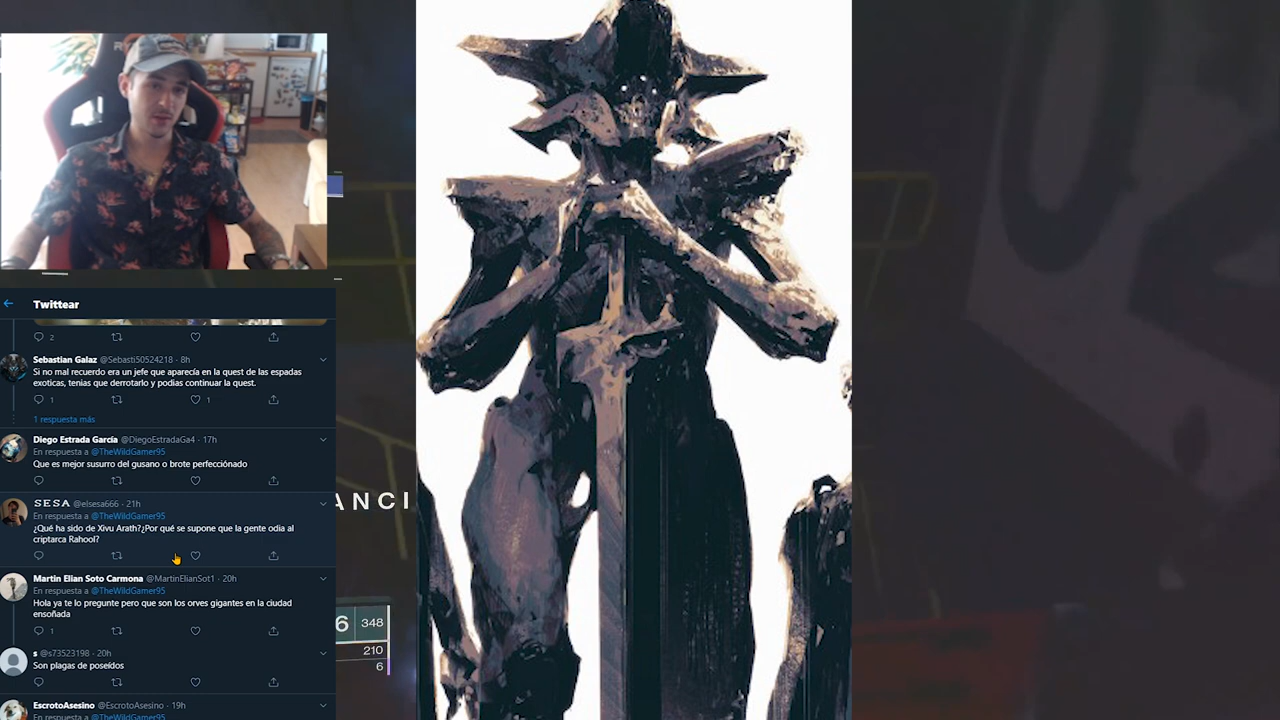 Twittear
2
Sebastian Galaz @Sebasti50524218 · 8h
Si no mal recuerdo era un jefe que aparecía en la quest de las espadas
exoticas, tenias que derrotarlo y podias continuar la quest.
1
1
1 respuesta más
Diego Estrada García @DiegoEstradaGa4 · 17h
En respuesta a @TheWildGamer95
Que es mejor susurro del gusano o brote perfecciónado
SESA @elsesa666 · 21h
En respuesta a @TheWildGamer95
¿Qué ha sido de Xivu Arath?¿Por qué se supone que la gente odia al
criptarca Rahool?
Martin Elian Soto Carmona @MartinElianSot1 · 20h
En respuesta a @TheWildGamer95
Hola ya te lo pregunte pero que son los orves gigantes en la ciudad
ensoñada
1
s @s73523198 · 20h
Son plagas de poseídos
EscrotoAsesino @EscrotoAsesino · 19h
En respuesta a @TheWildGamer95
ANCI
6 348
210
6